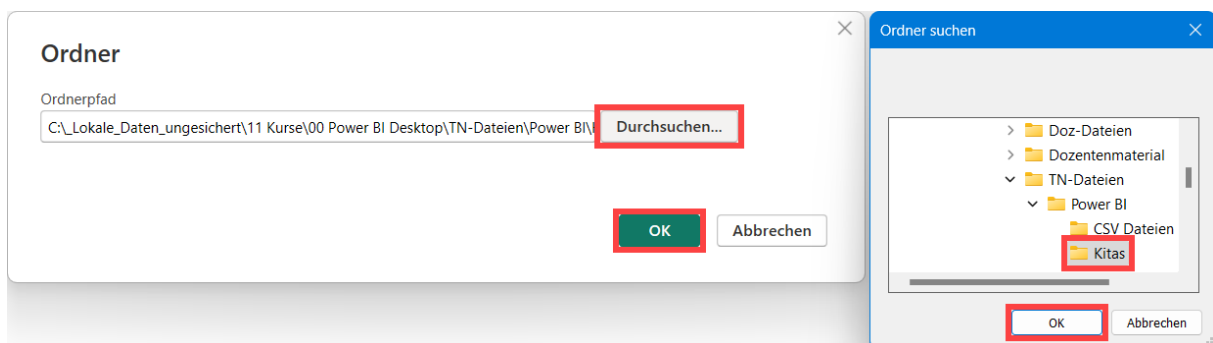 Ordner
Ordnerpfad
C:\_Lokale_Daten_ungesichert\11 Kurse\00 Power BI Desktop\TN-Dateien\Power BI\
Durchsuchen...
OK
Abbrechen
Ordner suchen
Doz-Dateien
Dozentenmaterial
TN-Dateien
Power BI
CSV Dateien
Kitas
OK
Abbrechen